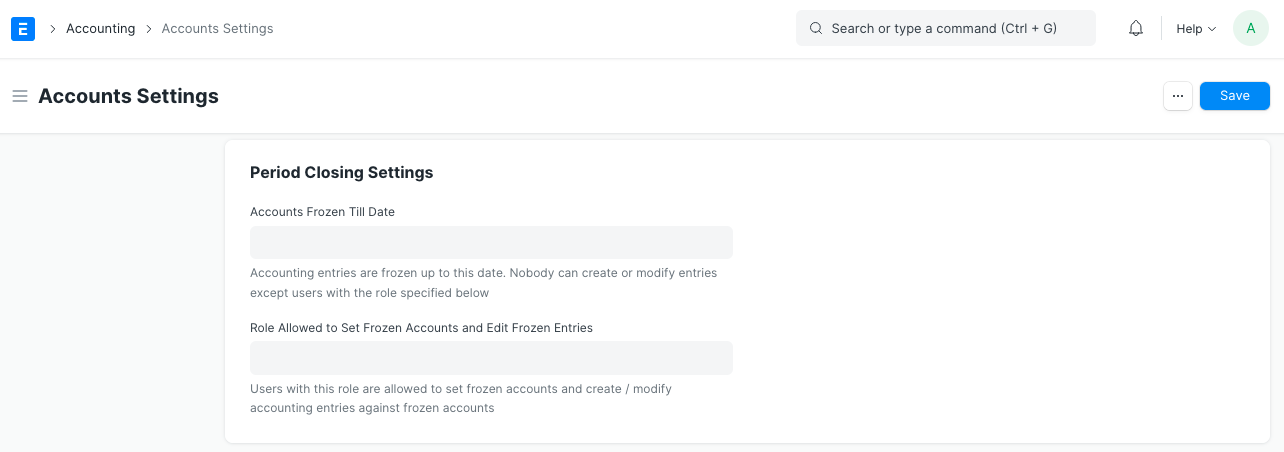 E Accounting Accounts Settings Search or type a command (Ctrl + G) Help A
Accounts Settings ... Save
Period Closing Settings
Accounts Frozen Till Date
Accounting entries are frozen up to this date. Nobody can create or modify entries
except users with the role specified below
Role Allowed to Set Frozen Accounts and Edit Frozen Entries
Users with this role are allowed to set frozen accounts and create / modify
accounting entries against frozen accounts